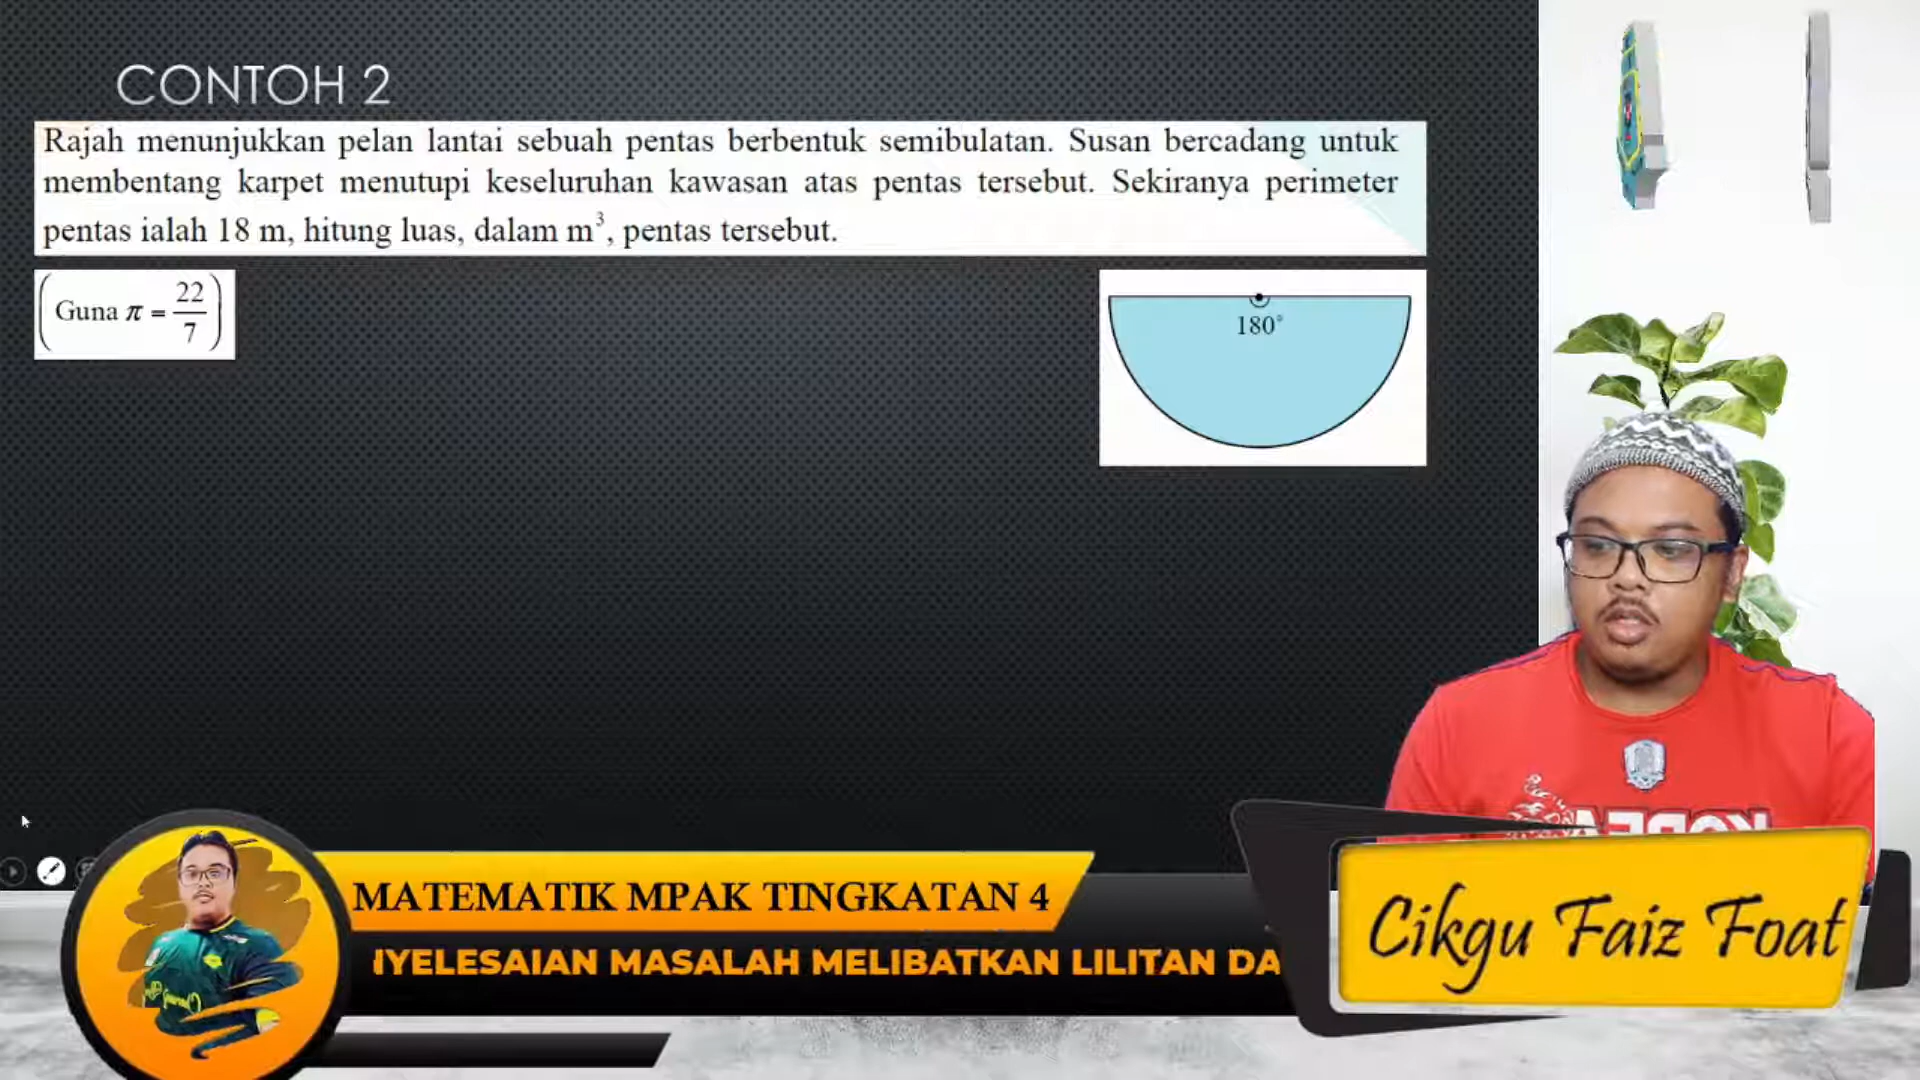 CONTOH 2
Rajah menunjukkan pelan lantai sebuah pentas berbentuk semibulatan. Susan bercadang untuk
membentang karpet menutupi keseluruhan kawasan atas pentas tersebut. Sekiranya perimeter
pentas ialah 18 m, hitung luas, dalam m³, pentas tersebut.
(Guna π = 22/7)
180°
MATEMATIK MPAK TINGKATAN 4
NYELESAIAN MASALAH MELIBATKAN LILITAN DA
Cikgu Faiz Foat